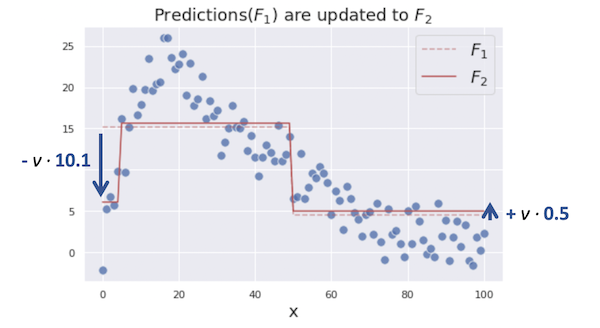 Predictions(F₁) are updated to F₂
25
20
15
5
0
F₁
F₂
- ν · 10.1
+ ν · 0.5
0
20
40
60
80
100
x